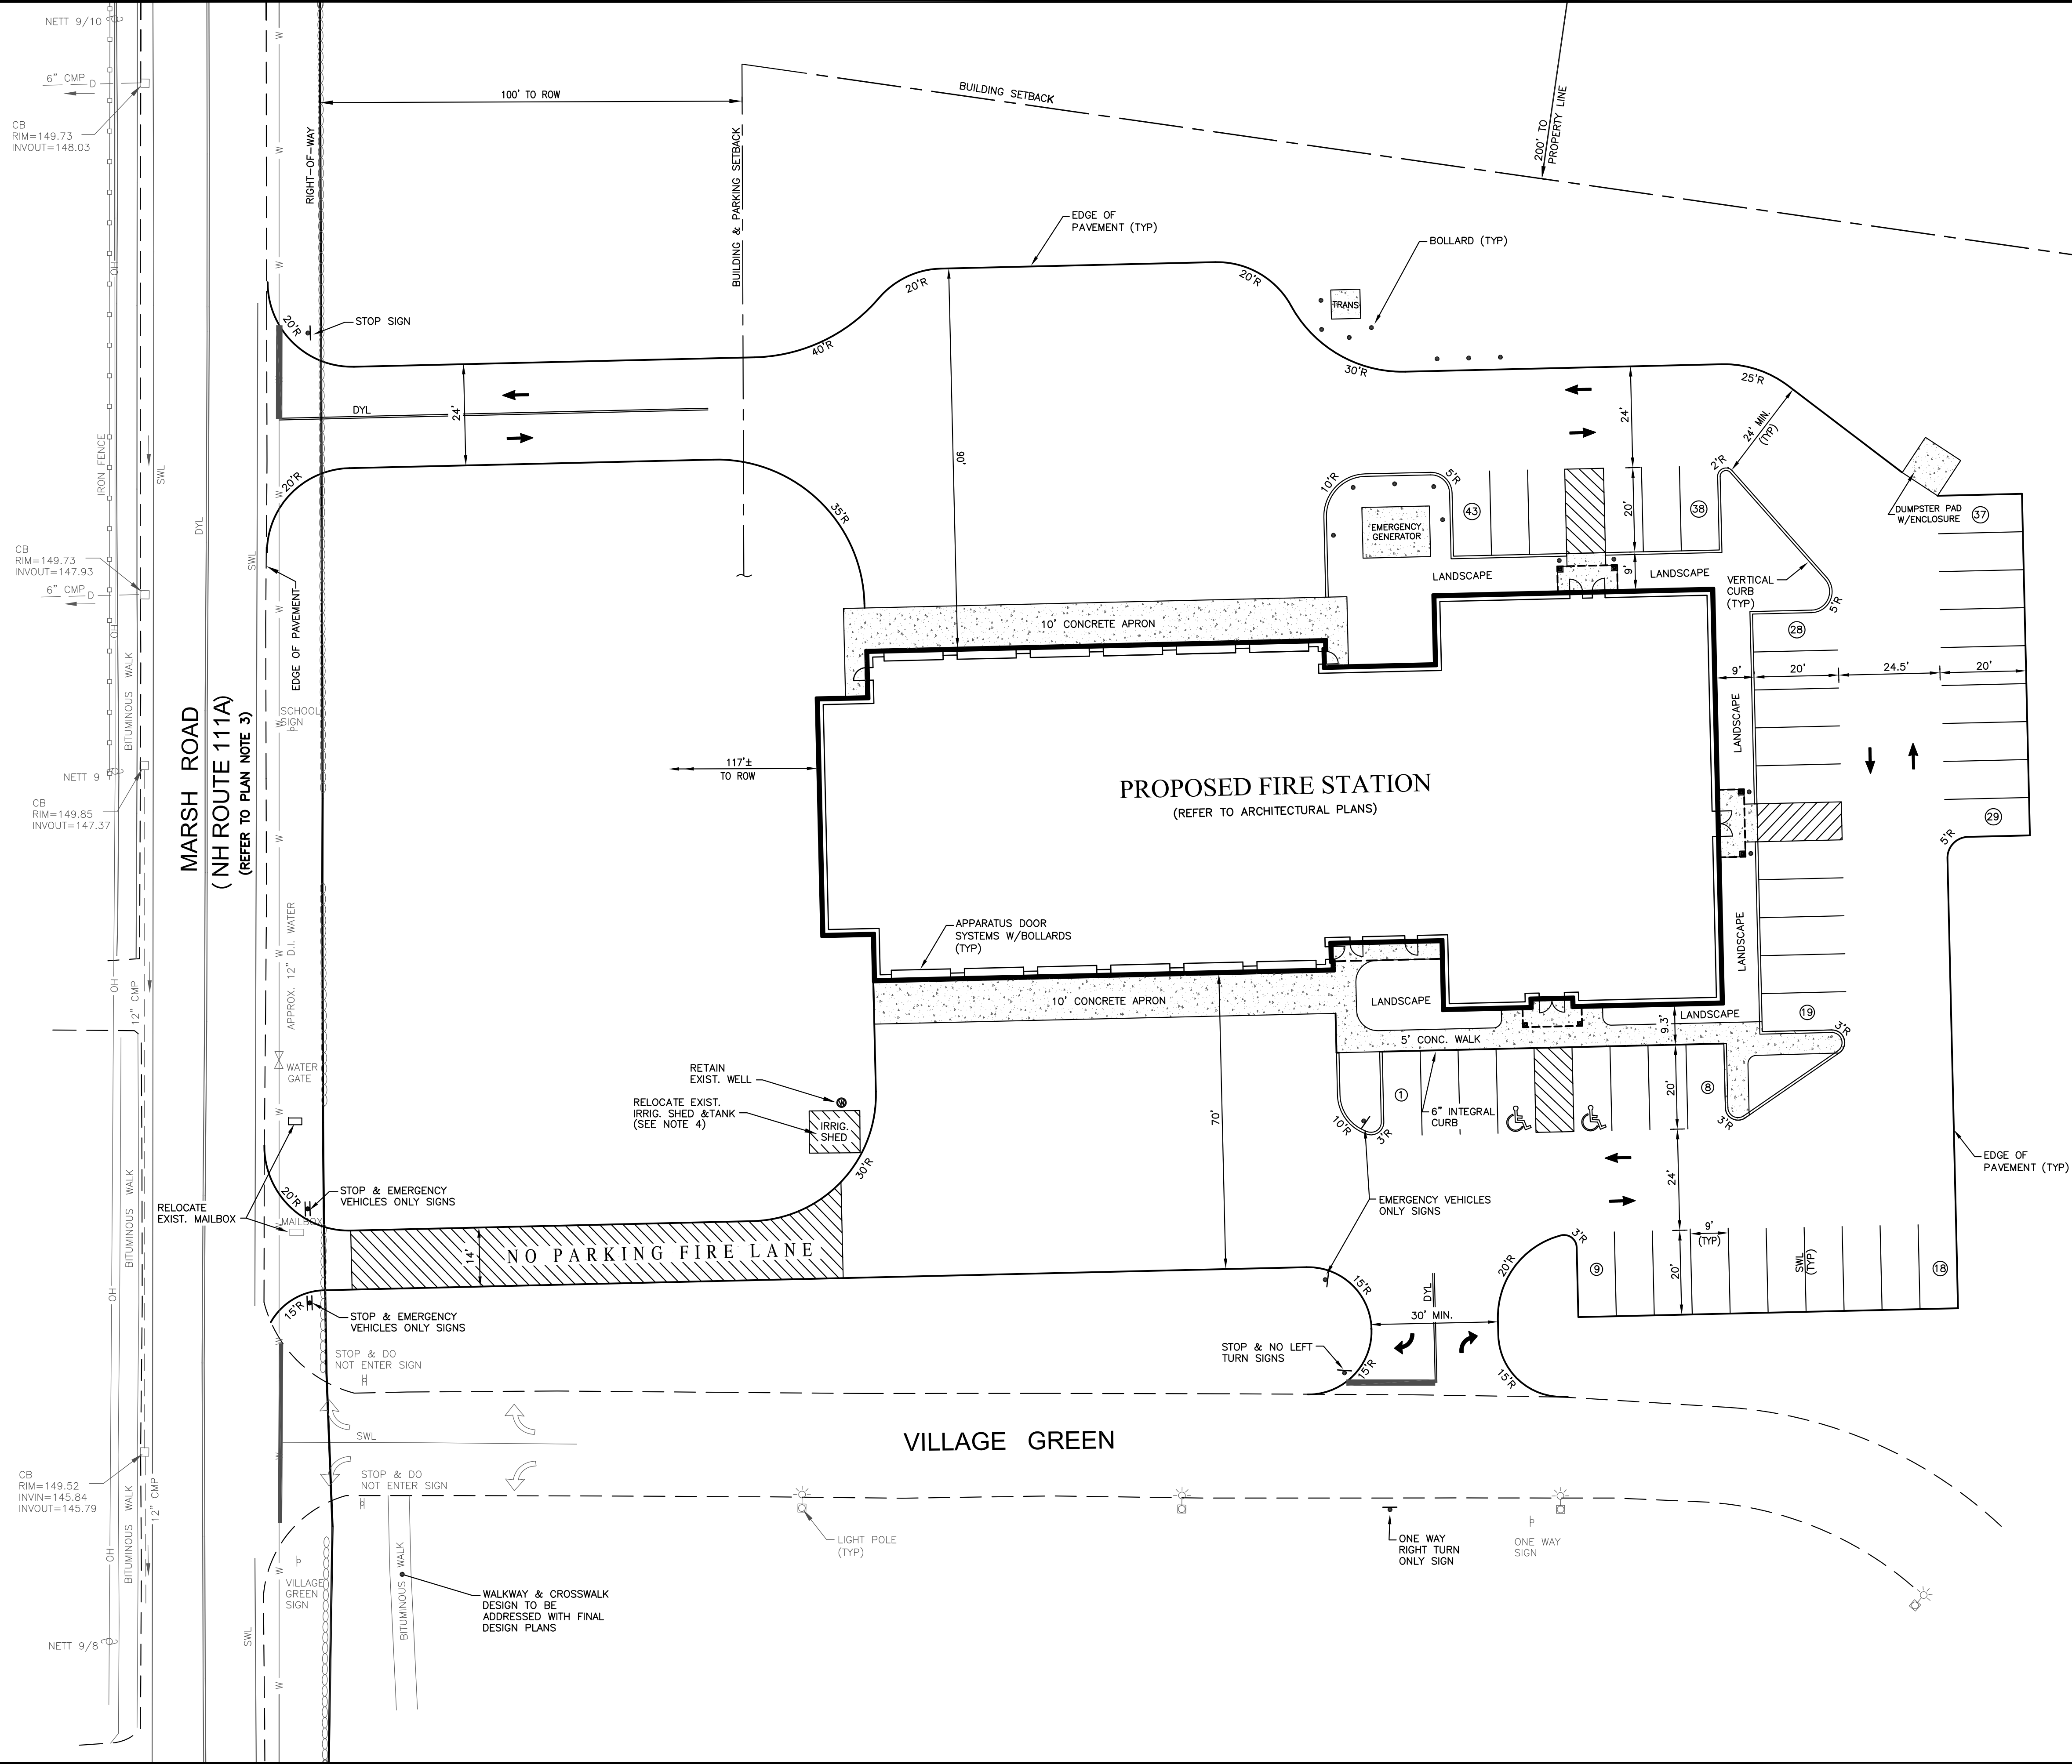 NETT 9/10
6" CMP
D
CB
RIM=149.73
INVOUT=148.03
OH
IRON FENCE
SWL
DYL
CB
RIM=149.73
INVOUT=147.93
6" CMP
D
OH
BITUMINOUS WALK
NETT 9
CB
RIM=149.85
INVOUT=147.37
MARSH ROAD
(NH ROUTE 111A)
(REFER TO PLAN NOTE 3)
OH
12" CMP
BITUMINOUS WALK
RELOCATE
EXIST. MAILBOX
OH
CB
RIM=149.52
INVIN=145.84
INVOUT=145.79
12" CMP
BITUMINOUS WALK
OH
NETT 9/8
SWL
W
W
W
W
W
W
W
W
W
W
W
W
W
W
RIGHT-OF-WAY
100' TO ROW
BUILDING & PARKING SETBACK
BUILDING SETBACK
200' TO
PROPERTY LINE
EDGE OF
PAVEMENT (TYP)
BOLLARD (TYP)
TRANS
STOP SIGN
20'R
40'R
20'R
20'R
30'R
25'R
24'
DYL
20'R
35'R
90'
24'
24' MIN.
(TYP)
2'R
10'R
5'R
43
20'
38
EMERGENCY
GENERATOR
DUMPSTER PAD
W/ENCLOSURE
37
SWL
EDGE OF PAVEMENT
LANDSCAPE
9'
LANDSCAPE
VERTICAL
CURB
(TYP)
5'R
10' CONCRETE APRON
28
9'
20'
24.5'
20'
SCHOOL
SIGN
LANDSCAPE
117'±
TO ROW
PROPOSED FIRE STATION
(REFER TO ARCHITECTURAL PLANS)
29
5'R
APPROX. 12" D.I. WATER
APPARATUS DOOR
SYSTEMS W/BOLLARDS
(TYP)
LANDSCAPE
10' CONCRETE APRON
LANDSCAPE
LANDSCAPE
19
9.3'
3'R
5' CONC. WALK
WATER
GATE
RETAIN
EXIST. WELL
W
RELOCATE EXIST.
IRRIG. SHED &TANK
(SEE NOTE 4)
IRRIG.
SHED
70'
1
8
20'
6" INTEGRAL
CURB
10'R
3'R
3'R
30'R
EDGE OF
PAVEMENT (TYP)
20'R
STOP & EMERGENCY
VEHICLES ONLY SIGNS
MAILBOX
EMERGENCY VEHICLES
ONLY SIGNS
24'
14'
NO PARKING FIRE LANE
3'R
9'
(TYP)
20'R
9
20'
SWL
(TYP)
18
15'R
15'R
STOP & EMERGENCY
VEHICLES ONLY SIGNS
DYL
30' MIN.
STOP & NO LEFT
TURN SIGNS
15'R
15'R
STOP & DO
NOT ENTER SIGN
SWL
VILLAGE GREEN
STOP & DO
NOT ENTER SIGN
LIGHT POLE
(TYP)
ONE WAY
RIGHT TURN
ONLY SIGN
ONE WAY
SIGN
VILLAGE
GREEN
SIGN
BITUMINOUS WALK
WALKWAY & CROSSWALK
DESIGN TO BE
ADDRESSED WITH FINAL
DESIGN PLANS
SWL